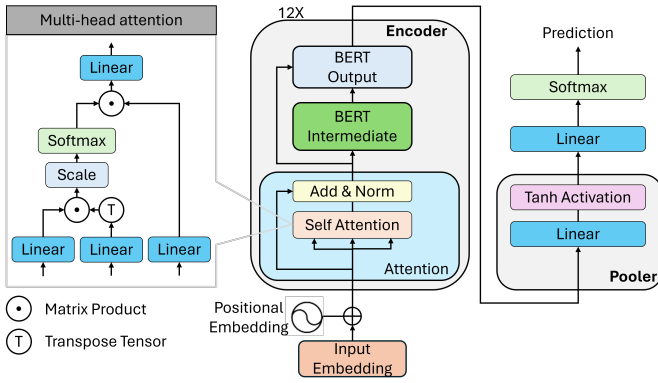 Multi-head attention
Linear
Softmax
Scale
T
Linear
Linear
Linear
Matrix Product
T
Transpose Tensor
12X
Encoder
BERT
Output
BERT
Intermediate
Add & Norm
Self Attention
Attention
Positional
Embedding
Input
Embedding
Prediction
Softmax
Linear
Tanh Activation
Linear
Pooler